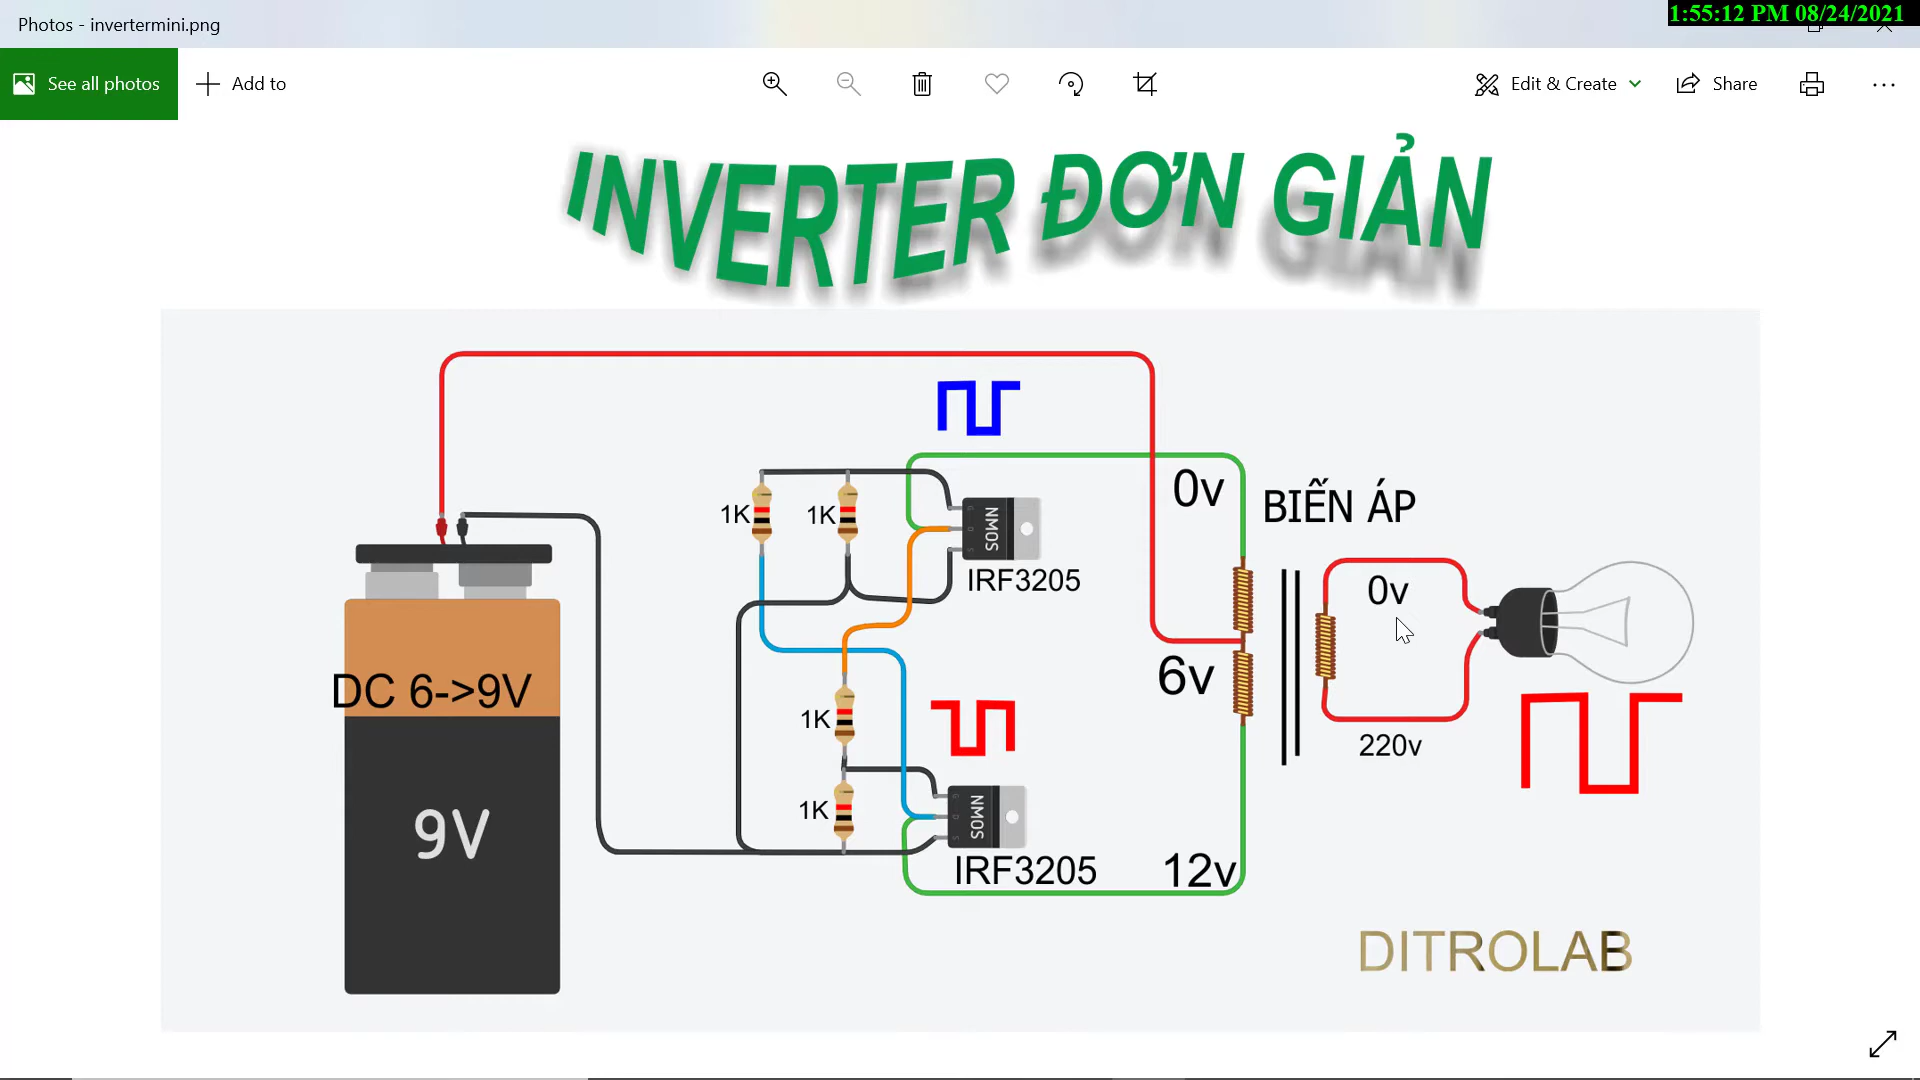 Photos - invertermini.png
1:55:12 PM 08/24/2021
See all photos
Add to
Edit & Create
Share
INVERTER ĐƠN GIẢN
0v
BIẾN ÁP
1K
1K
NMOS
IRF3205
0v
DC 6->9V
6v
1K
220v
9V
1K
NMOS
IRF3205
12v
DITROLAB